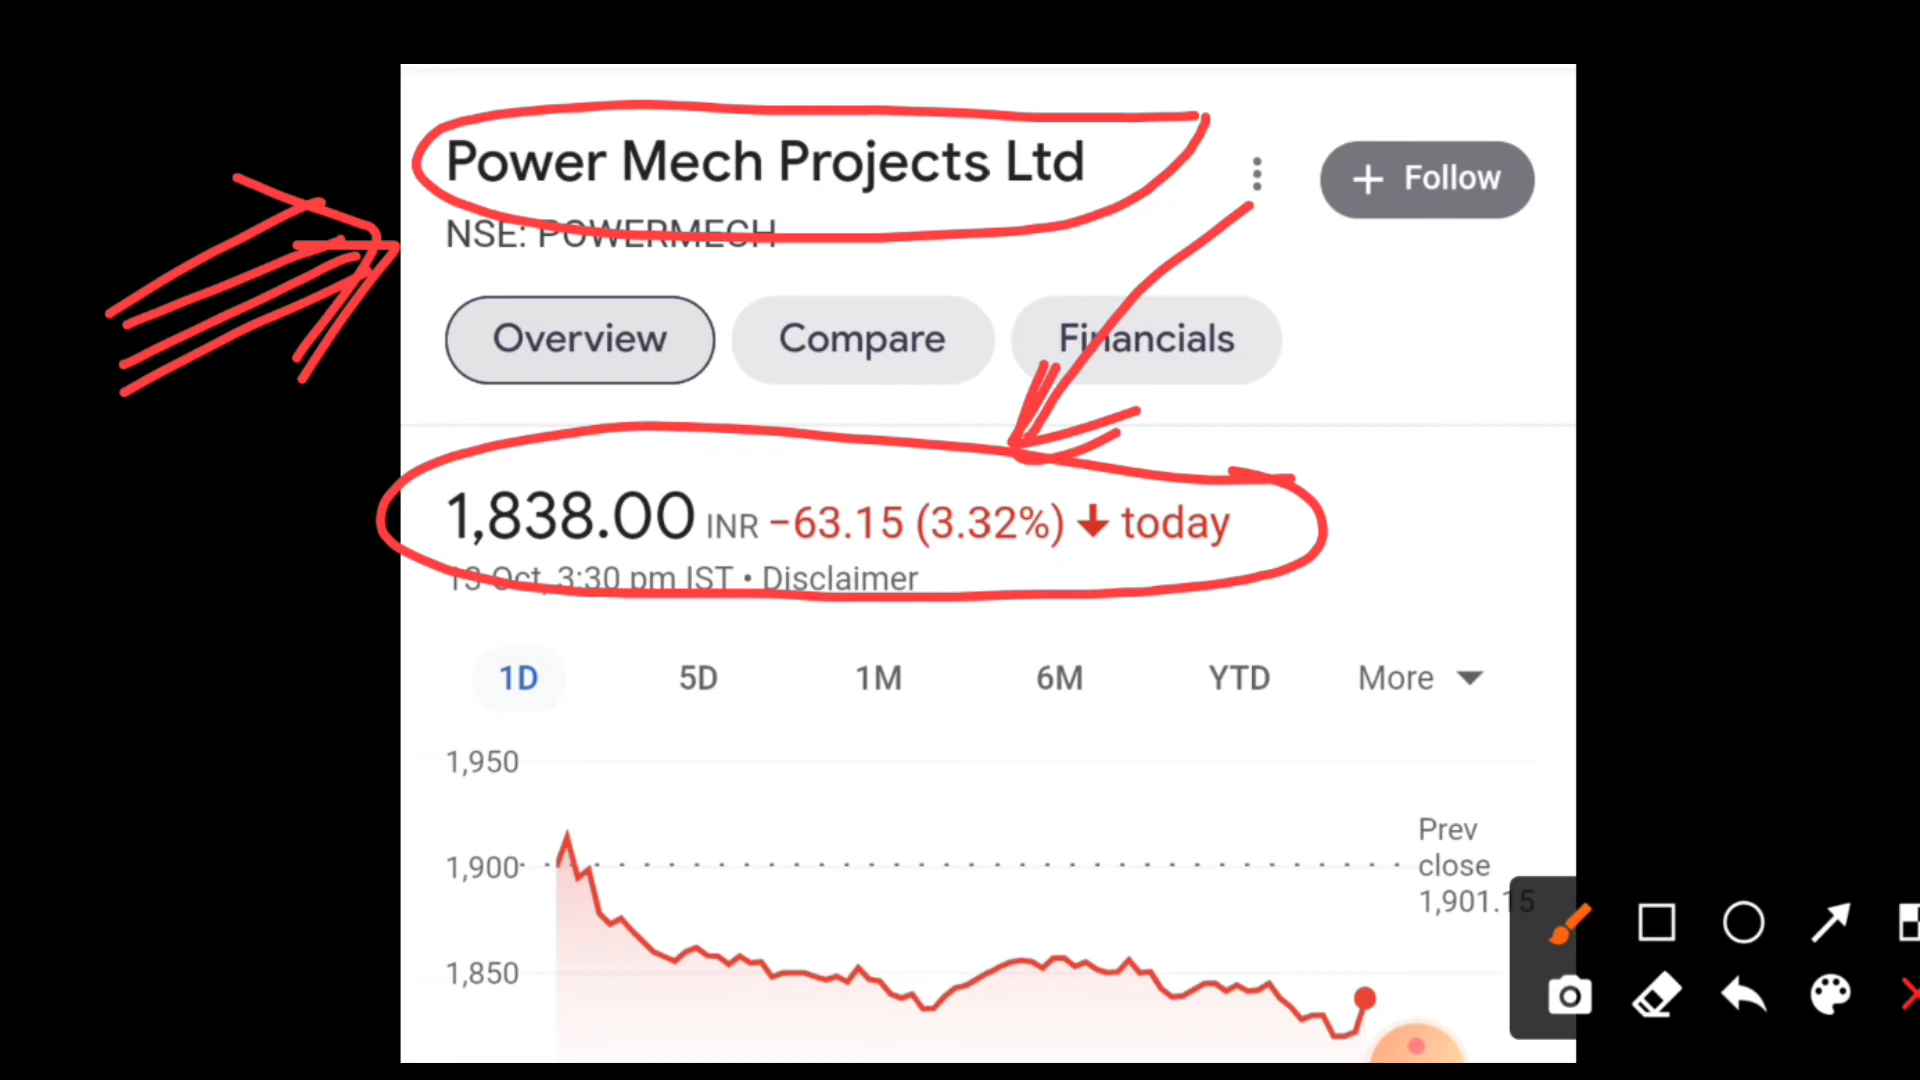 Power Mech Projects Ltd
+ Follow
NSE: POWERMECH
Overview Compare Financials
1,838.00 INR −63.15 (3.32%) ↓ today
13 Oct, 3:30 pm IST • Disclaimer
1D 5D 1M 6M YTD More
1,950
Prev
close
1,901.15
1,900
1,850